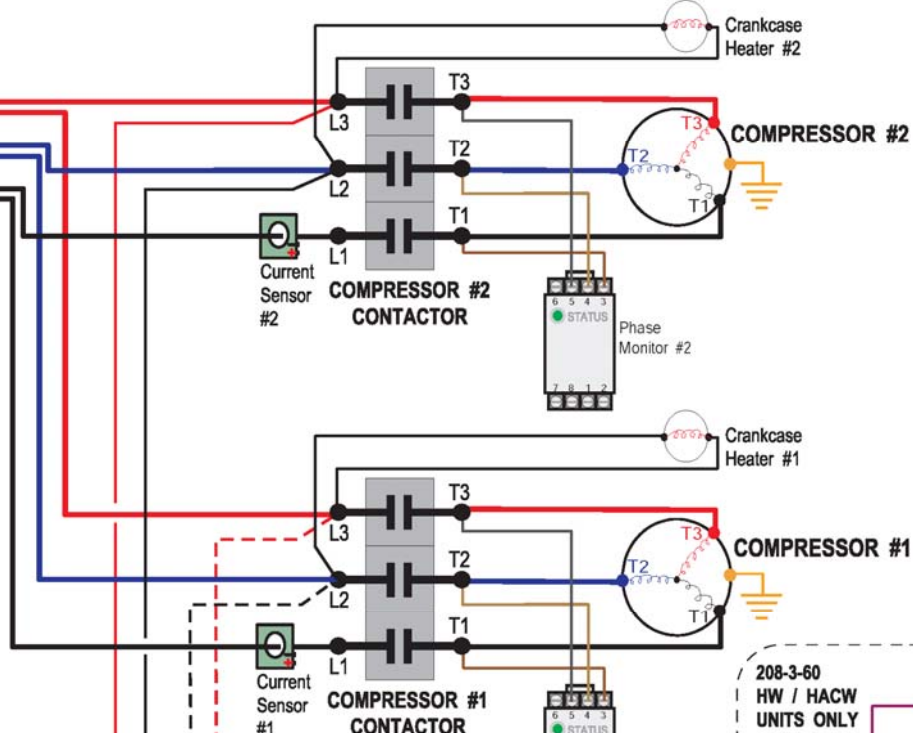 Crankcase
Heater #2
T3
L3
T3
COMPRESSOR #2
T2
T2
L2
T1
T1
L1
Current
Sensor
#2
COMPRESSOR #2
CONTACTOR
6 5 4 3
STATUS
Phase
Monitor #2
7 8 1 2
Crankcase
Heater #1
T3
L3
T3
COMPRESSOR #1
T2
T2
L2
T1
T1
L1
Current
Sensor
#1
COMPRESSOR #1
CONTACTOR
6 5 4 3
STATUS
208-3-60
HW / HACW
UNITS ONLY